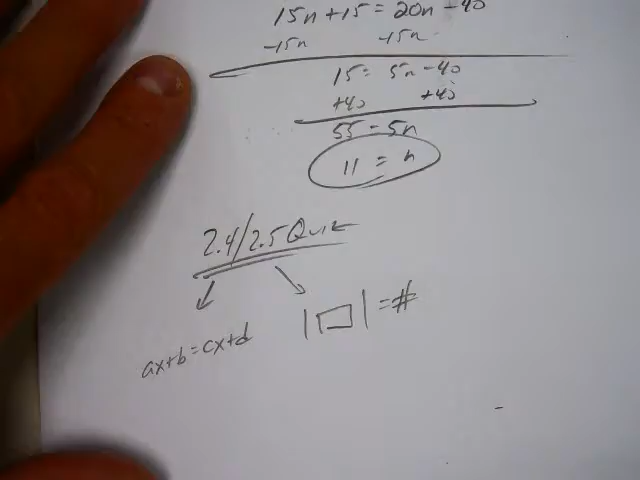 15n + 15 = 20n - 40
-15n -15n
15 = 5n - 40
+40 +40
55 = 5n
11 = n
2.4/2.5 Quiz
ax+b=cx+d
|□| = #